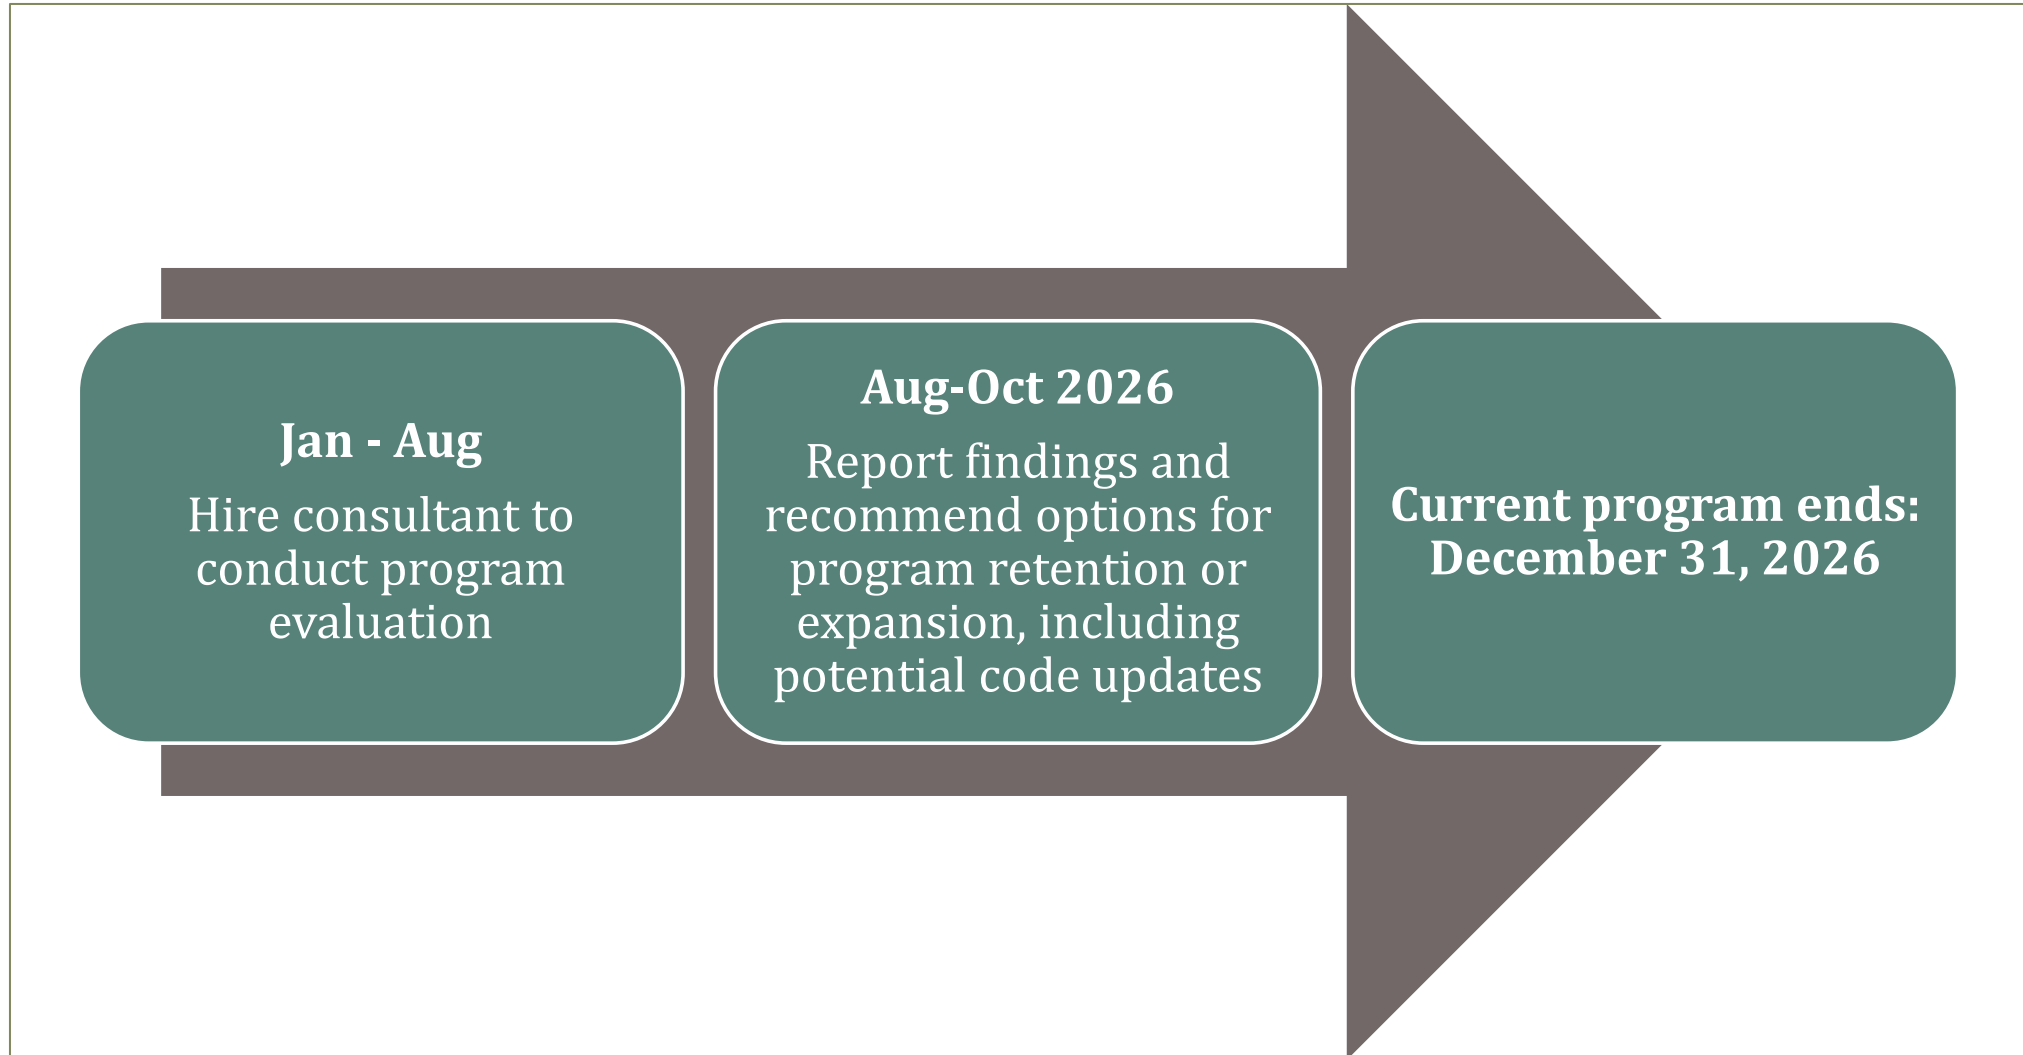 Jan - Aug
Hire consultant to
conduct program
evaluation
Aug-Oct 2026
Report findings and
recommend options for
program retention or
expansion, including
potential code updates
Current program ends:
December 31, 2026